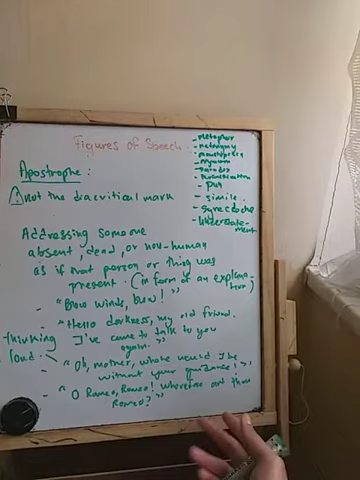 Figures of Speech
- Metaphor
- metonymy
- paradox
- Personification
- Pun
- simile
- synecdoche
- Understatement
Apostrophe:
! not the diacritical mark
Addressing someone
absent, dead, or non-human
as if that person or thing was
present. (in form of an exclamation)
- "Blow winds, blow!"
- "Hello darkness, my old friend.
I've come to talk to you
again."
thinking
loud:
- "Oh, mother, where would I be
without your guidance!"
- "O Romeo, Romeo! Wherefore art thou
Romeo?"